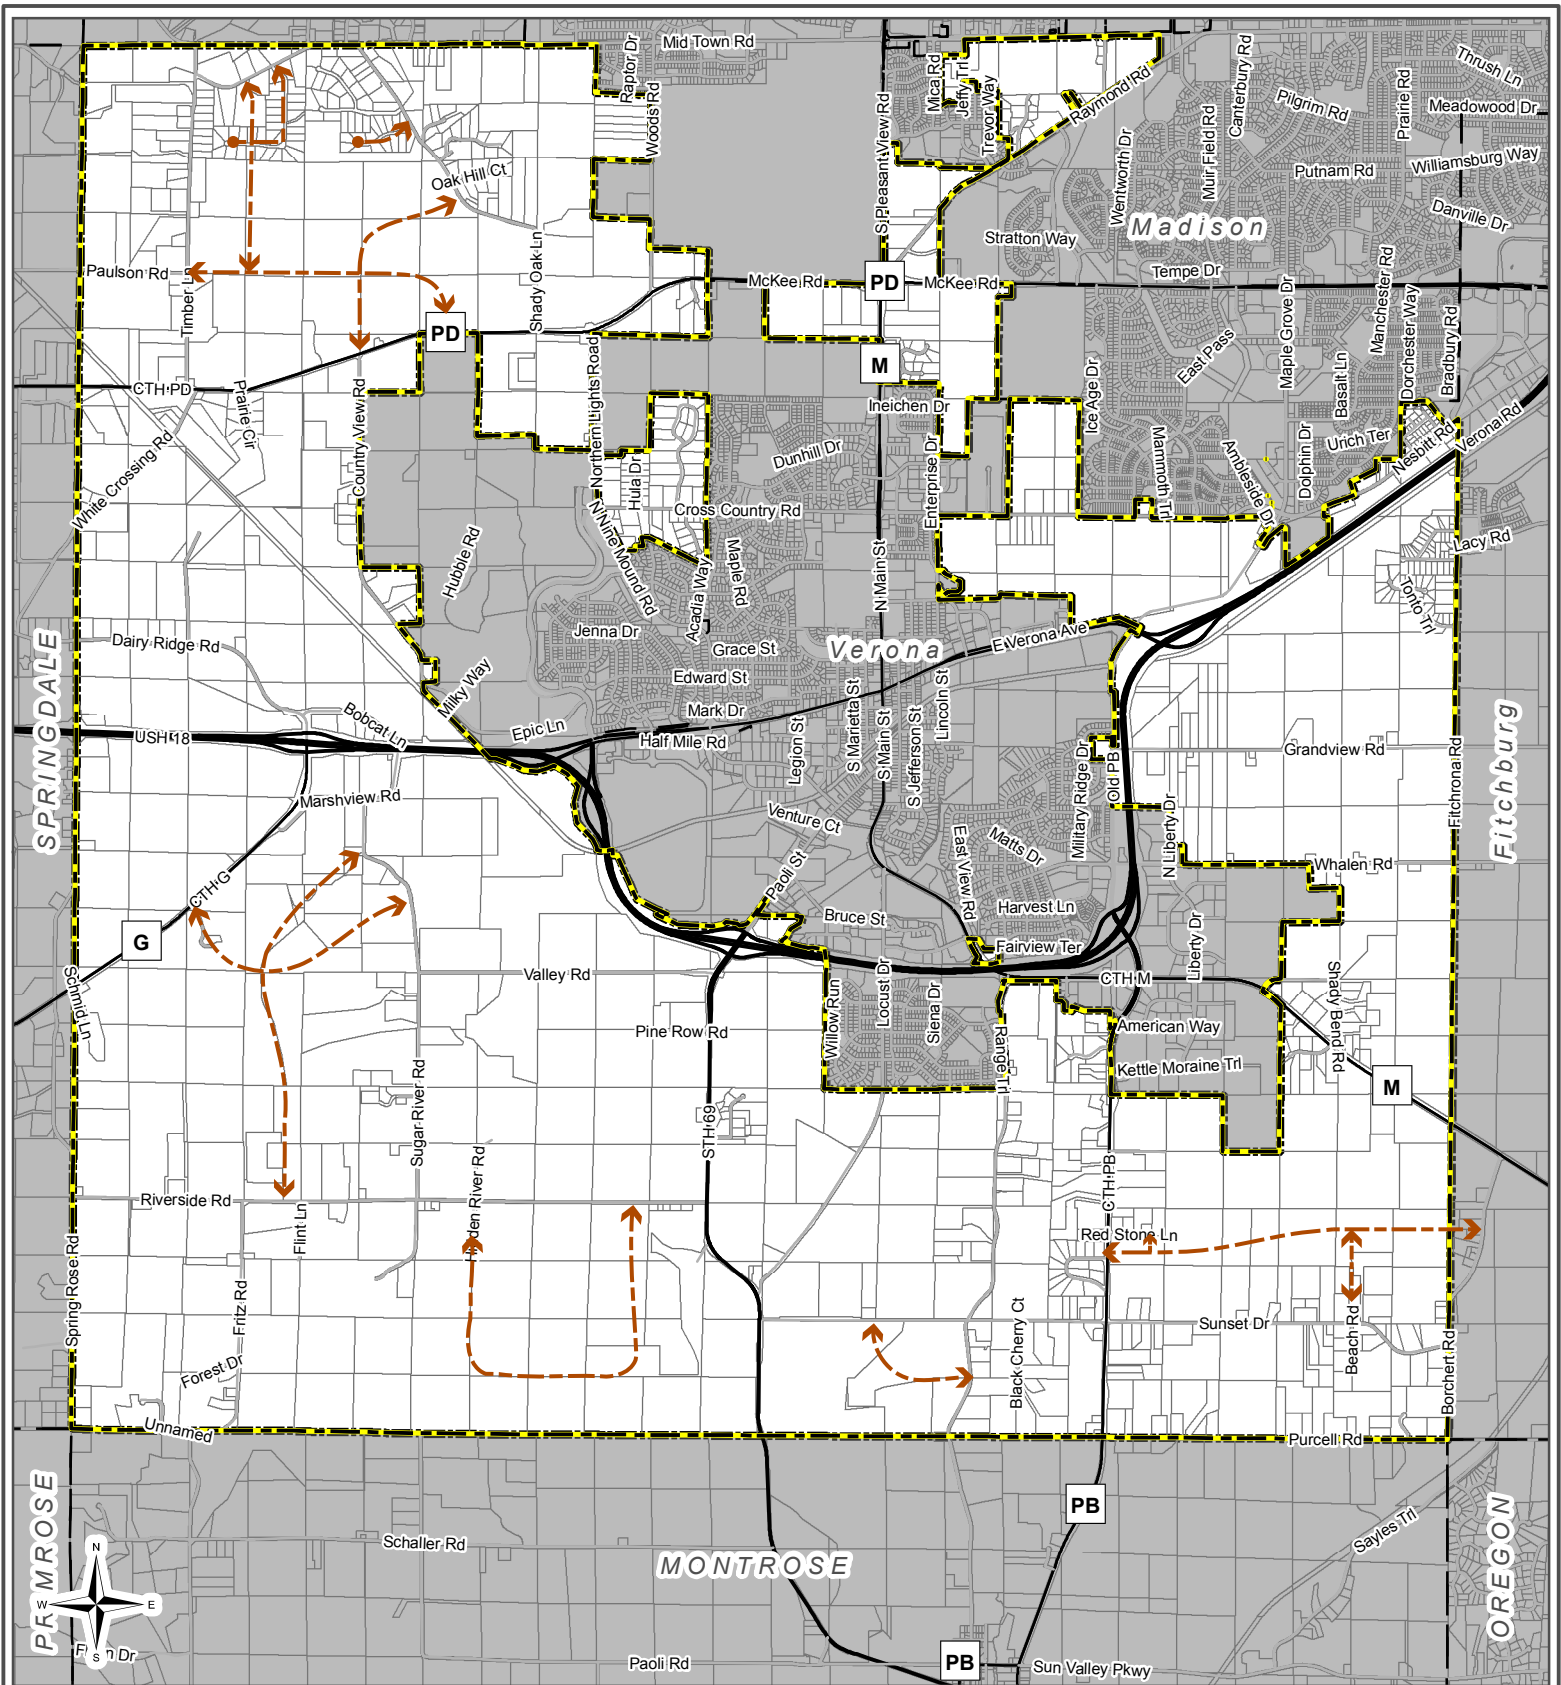 Mid Town Rd
Raptor Dr
Woods Rd
Mica Rd
Jeffy Trl
Trevor Way
Raymond Rd
Canterbury Rd
Thrush Ln
Pilgrim Rd
Prairie Rd
Meadowood Dr
S Pleasant View Rd
Wentworth Dr
Muir Field Rd
Putnam Rd
Williamsburg Way
Oak Hill Ct
Danville Dr
Madison
Stratton Way
Shady Oak Ln
Paulson Rd
Timber Ln
McKee Rd
PD
McKee Rd
Tempe Dr
Manchester Rd
Dorchester Way
Bradbury Rd
Maple Grove Dr
East Pass
PD
M
Northern Lights Road
CTH PD
Prairie Cir
Country View Rd
Ineichen Dr
Ice Age Dr
Basalt Ln
Urich Ter
Nesbitt Rd
Verona Rd
White Crossing Rd
Hula Dr
Dunhill Dr
Enterprise Dr
Mammoth Trl
Ambleside Dr
Dolphin Dr
Cross Country Rd
N Nine Mound Rd
Hubble Rd
Acadia Way
Maple Rd
N Main St
Lacy Rd
Tonto Trl
SPRINGDALE
Dairy Ridge Rd
Jenna Dr
Grace St
Verona
E Verona Ave
Edward St
Milky Way
Mark Dr
Epic Ln
Half Mile Rd
Bobcat Ln
USH 18
Legion St
S Marietta St
S Main St
S Jefferson St
Lincoln St
Grandview Rd
Fitchrona Rd
Fitchburg
Military Ridge Dr
Old PB
N Liberty Dr
Marshview Rd
Venture Ct
Matts Dr
East View Rd
Whalen Rd
CTH G
Paoli St
Bruce St
Harvest Ln
Fairview Ter
Liberty Dr
G
Schmid Ln
Valley Rd
Locust Dr
Willow Run
Siena Dr
Range Trl
CTH M
Shady Bend Rd
Pine Row Rd
American Way
Kettle Moraine Trl
M
Sugar River Rd
STH 69
CTH PB
Riverside Rd
Flint Ln
Red Stone Ln
Spring Rose Rd
Fritz Rd
Forest Dr
Black Cherry Ct
Sunset Dr
Beach Rd
Borchert Rd
Unnamed
Purcell Rd
PRIMROSE
N
W
E
S
Schaller Rd
MONTROSE
PB
Sayles Trl
OREGON
Paoli Rd
PB
Sun Valley Pkwy